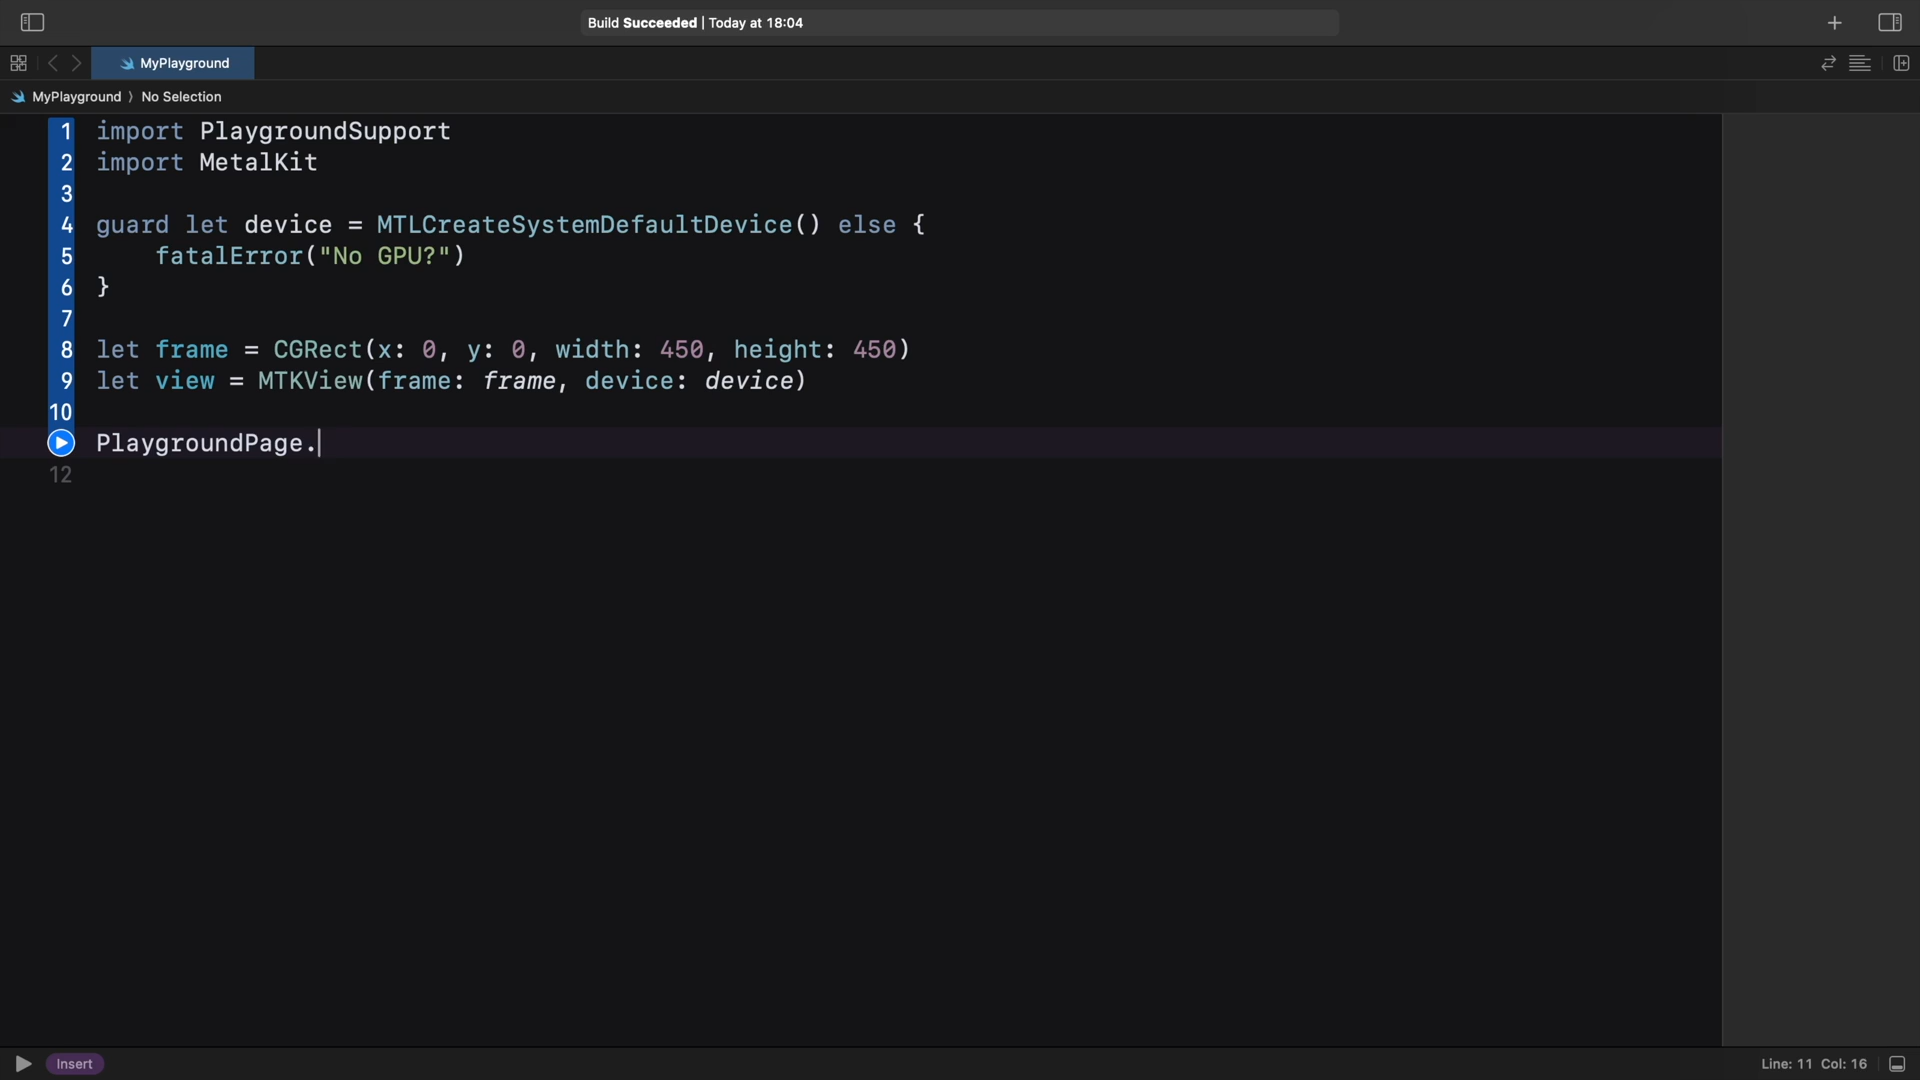 Build Succeeded | Today at 18:04
MyPlayground
MyPlayground 〉 No Selection
1 import PlaygroundSupport
2 import MetalKit
3
4 guard let device = MTLCreateSystemDefaultDevice() else {
5 fatalError("No GPU?")
6 }
7
8 let frame = CGRect(x: 0, y: 0, width: 450, height: 450)
9 let view = MTKView(frame: frame, device: device)
10
PlaygroundPage.
12
Insert
Line: 11 Col: 16